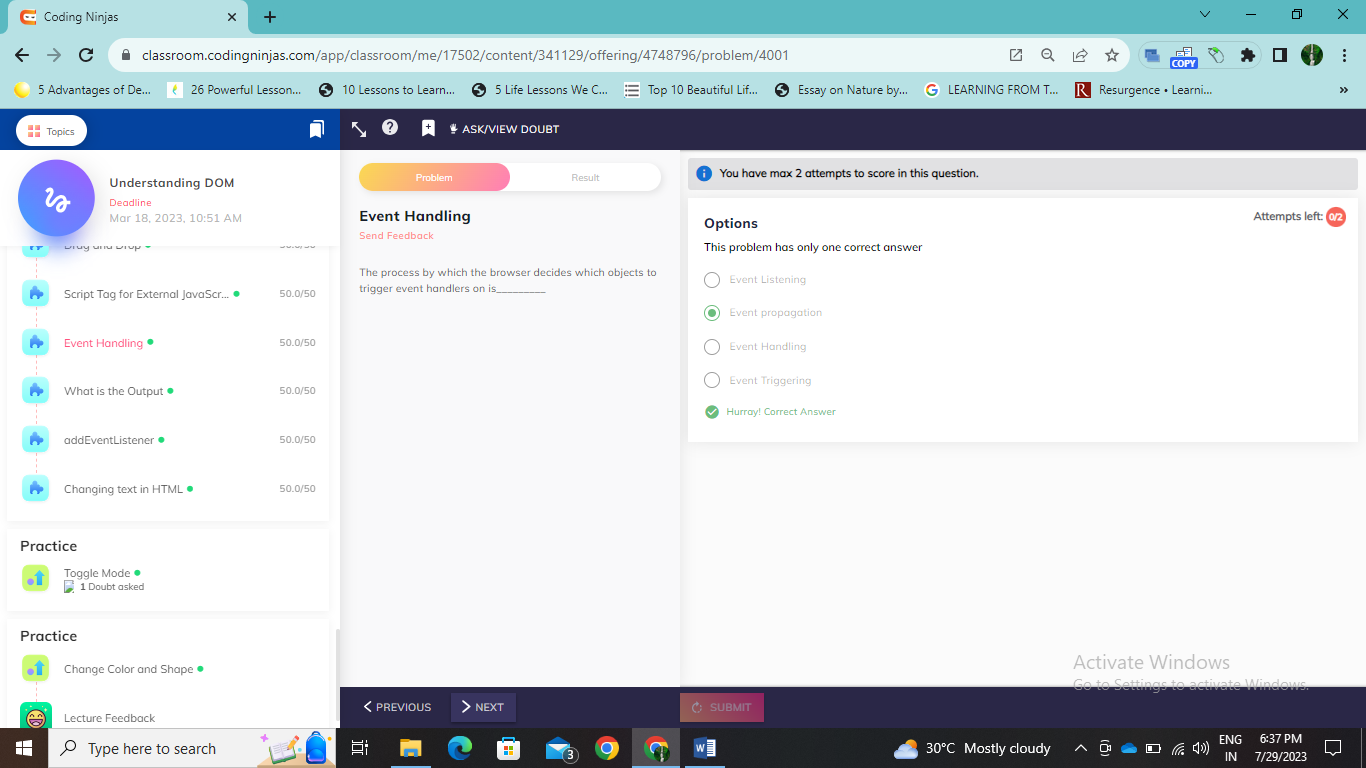 Coding Ninjas
classroom.codingninjas.com/app/classroom/me/17502/content/341129/offering/4748796/problem/4001
COPY
5 Advantages of De...
26 Powerful Lesson...
10 Lessons to Learn...
5 Life Lessons We C...
Top 10 Beautiful Lif...
Essay on Nature by...
LEARNING FROM T...
Resurgence • Learni...
»
Topics
ASK/VIEW DOUBT
Understanding DOM
Deadline
Mar 18, 2023, 10:51 AM
Drag and Drop
50.0/50
Script Tag for External JavaScr...
50.0/50
Event Handling
50.0/50
What is the Output
50.0/50
addEventListener
50.0/50
Changing text in HTML
50.0/50
Practice
Toggle Mode
1 Doubt asked
Practice
Change Color and Shape
Lecture Feedback
Problem
Result
Event Handling
Send Feedback
The process by which the browser decides which objects to
trigger event handlers on is_________
You have max 2 attempts to score in this question.
Options
Attempts left: 0/2
This problem has only one correct answer
Event Listening
Event propagation
Event Handling
Event Triggering
Hurray! Correct Answer
Activate Windows
Go to Settings to activate Windows.
PREVIOUS
NEXT
SUBMIT
Type here to search
3
30°C Mostly cloudy
ENG
IN
6:37 PM
7/29/2023